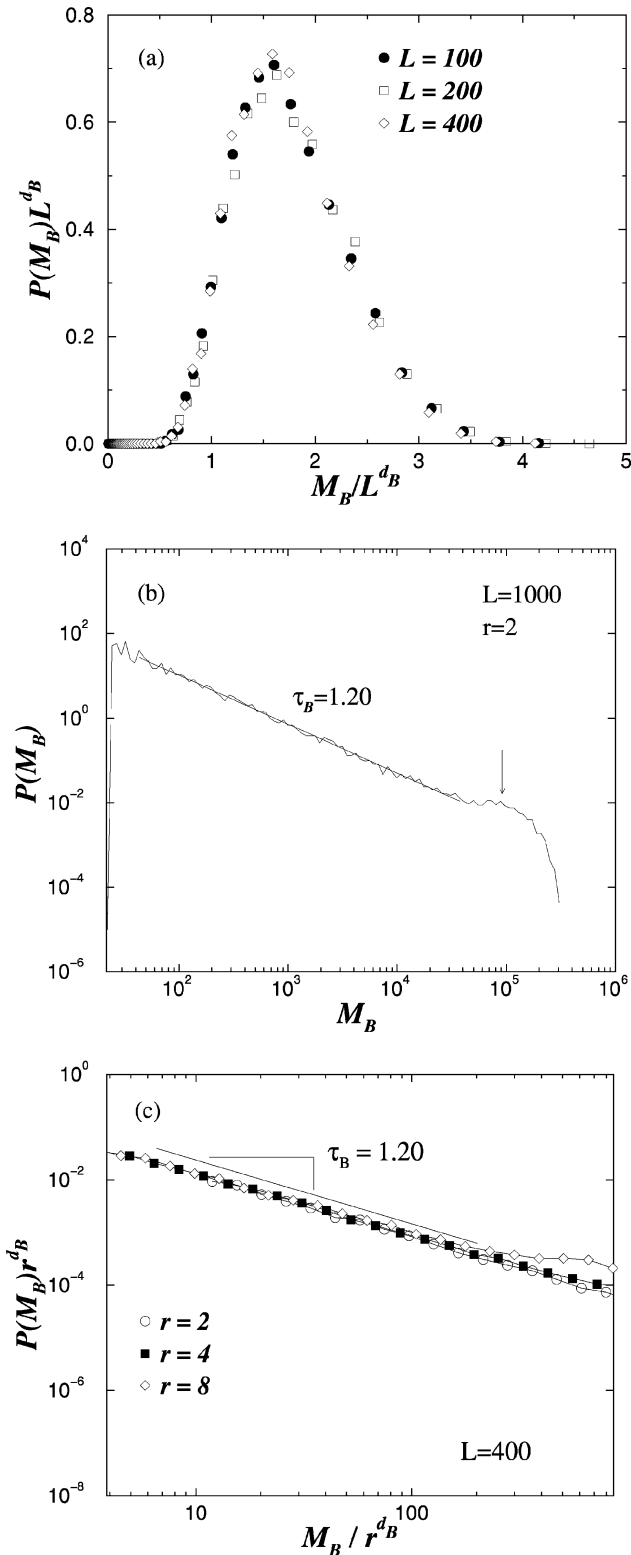 (a)
L = 100
L = 200
L = 400
0.8
0.6
0.4
0.2
0.0
P(M_B)L^{d_B}
0 1 2 3 4 5
M_B/L^{d_B}
(b)
L=1000
r=2
τ_B=1.20
10^4
10^2
10^0
10^{-2}
10^{-4}
10^{-6}
P(M_B)
10^2 10^3 10^4 10^5 10^6
M_B
(c)
τ_B = 1.20
r = 2
r = 4
r = 8
L=400
10^0
10^{-2}
10^{-4}
10^{-6}
10^{-8}
P(M_B)r^{d_B}
10 100
M_B / r^{d_B}